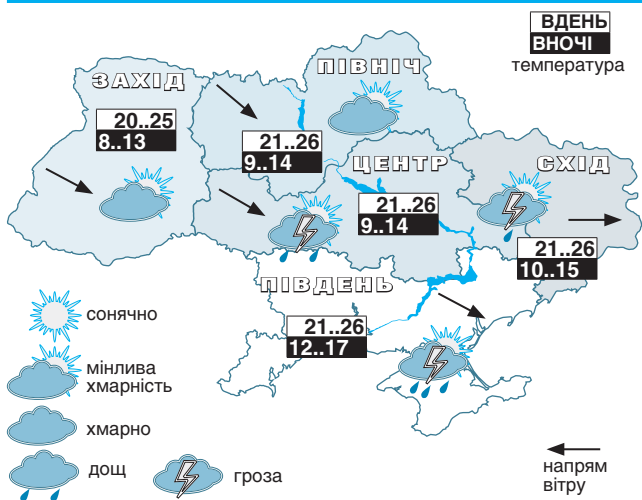 ВДЕНЬ
ВНОЧІ
температура
ЗАХІД
20..25
8..13
ПІВНІЧ
21..26
9..14
ЦЕНТР
21..26
9..14
СХІД
21..26
10..15
ПІВДЕНЬ
21..26
12..17
сонячно
мінлива
хмарність
хмарно
дощ
гроза
напрям
вітру